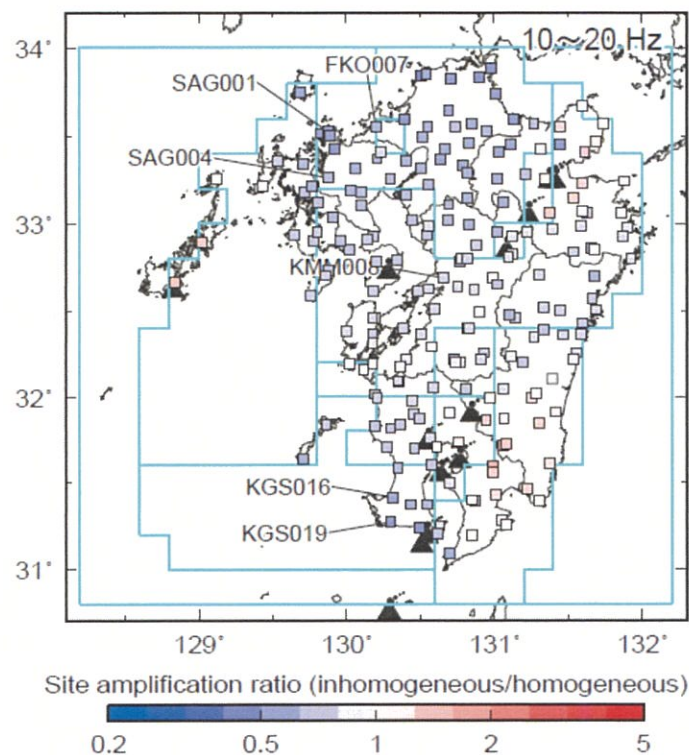 10~20 Hz
34˚
FKO007
SAG001
SAG004
33˚
KMM008
32˚
KGS016
KGS019
31˚
129˚ 130˚ 131˚ 132˚
Site amplification ratio (inhomogeneous/homogeneous)
0.2 0.5 1 2 5